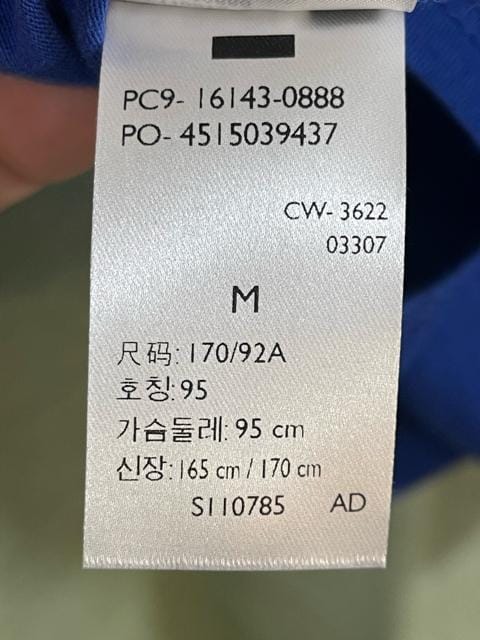 PC9- 16143-0888
PO- 4515039437
CW- 3622
03307
M
尺码: 170/92A
호칭: 95
가슴둘레: 95 cm
신장: 165 cm / 170 cm
S110785 AD